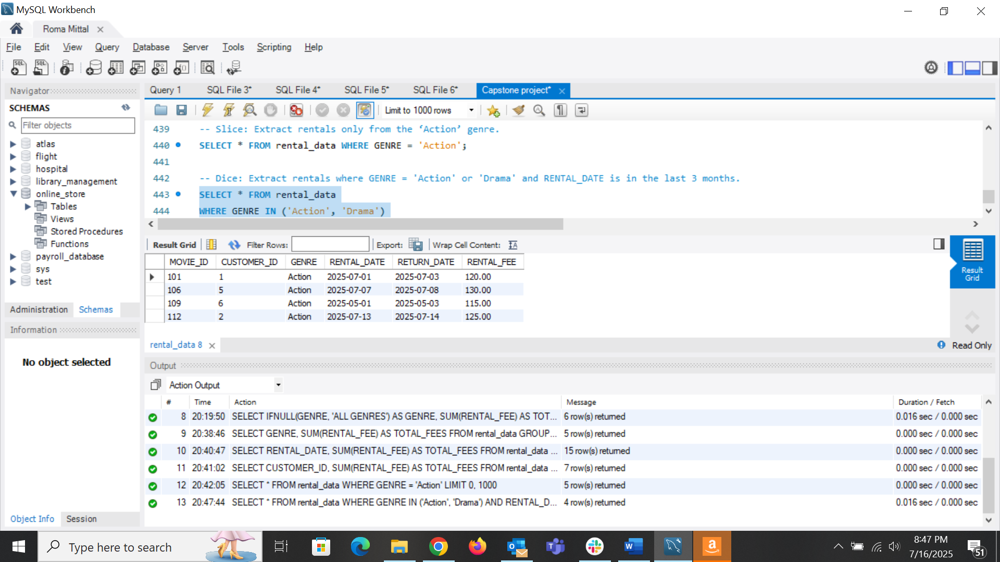 MySQL Workbench
Roma Mittal
File Edit View Query Database Server Tools Scripting Help
Navigator
SCHEMAS
Filter objects
atlas
flight
hospital
library_management
online_store
Tables
Views
Stored Procedures
Functions
payroll_database
sys
test
Administration Schemas
Information
No object selected
Object Info Session
Query 1 SQL File 3* SQL File 4* SQL File 5* SQL File 6* Capstone project*
Limit to 1000 rows
439 -- Slice: Extract rentals only from the ‘Action’ genre.
440 SELECT * FROM rental_data WHERE GENRE = 'Action';
441
442 -- Dice: Extract rentals where GENRE = 'Action' or 'Drama' and RENTAL_DATE is in the last 3 months.
443 SELECT * FROM rental_data
444 WHERE GENRE IN ('Action', 'Drama')
Result Grid Filter Rows: Export: Wrap Cell Content:
MOVIE_ID CUSTOMER_ID GENRE RENTAL_DATE RETURN_DATE RENTAL_FEE
101 1 Action 2025-07-01 2025-07-03 120.00
106 5 Action 2025-07-07 2025-07-08 130.00
109 6 Action 2025-05-01 2025-05-03 115.00
112 2 Action 2025-07-13 2025-07-14 125.00
Result
Grid
rental_data 8
Read Only
Output
Action Output
# Time Action Message Duration / Fetch
8 20:19:50 SELECT IFNULL(GENRE, 'ALL GENRES') AS GENRE, SUM(RENTAL_FEE) AS TOT... 6 row(s) returned 0.016 sec / 0.000 sec
9 20:38:46 SELECT GENRE, SUM(RENTAL_FEE) AS TOTAL_FEES FROM rental_data GROUP... 5 row(s) returned 0.000 sec / 0.000 sec
10 20:40:47 SELECT RENTAL_DATE, SUM(RENTAL_FEE) AS TOTAL_FEES FROM rental_data ... 15 row(s) returned 0.000 sec / 0.000 sec
11 20:41:02 SELECT CUSTOMER_ID, SUM(RENTAL_FEE) AS TOTAL_FEES FROM rental_data ... 7 row(s) returned 0.000 sec / 0.000 sec
12 20:42:05 SELECT * FROM rental_data WHERE GENRE = 'Action' LIMIT 0, 1000 5 row(s) returned 0.000 sec / 0.000 sec
13 20:47:44 SELECT * FROM rental_data WHERE GENRE IN ('Action', 'Drama') AND RENTAL_D... 4 row(s) returned 0.016 sec / 0.000 sec
Type here to search
8:47 PM
7/16/2025
51